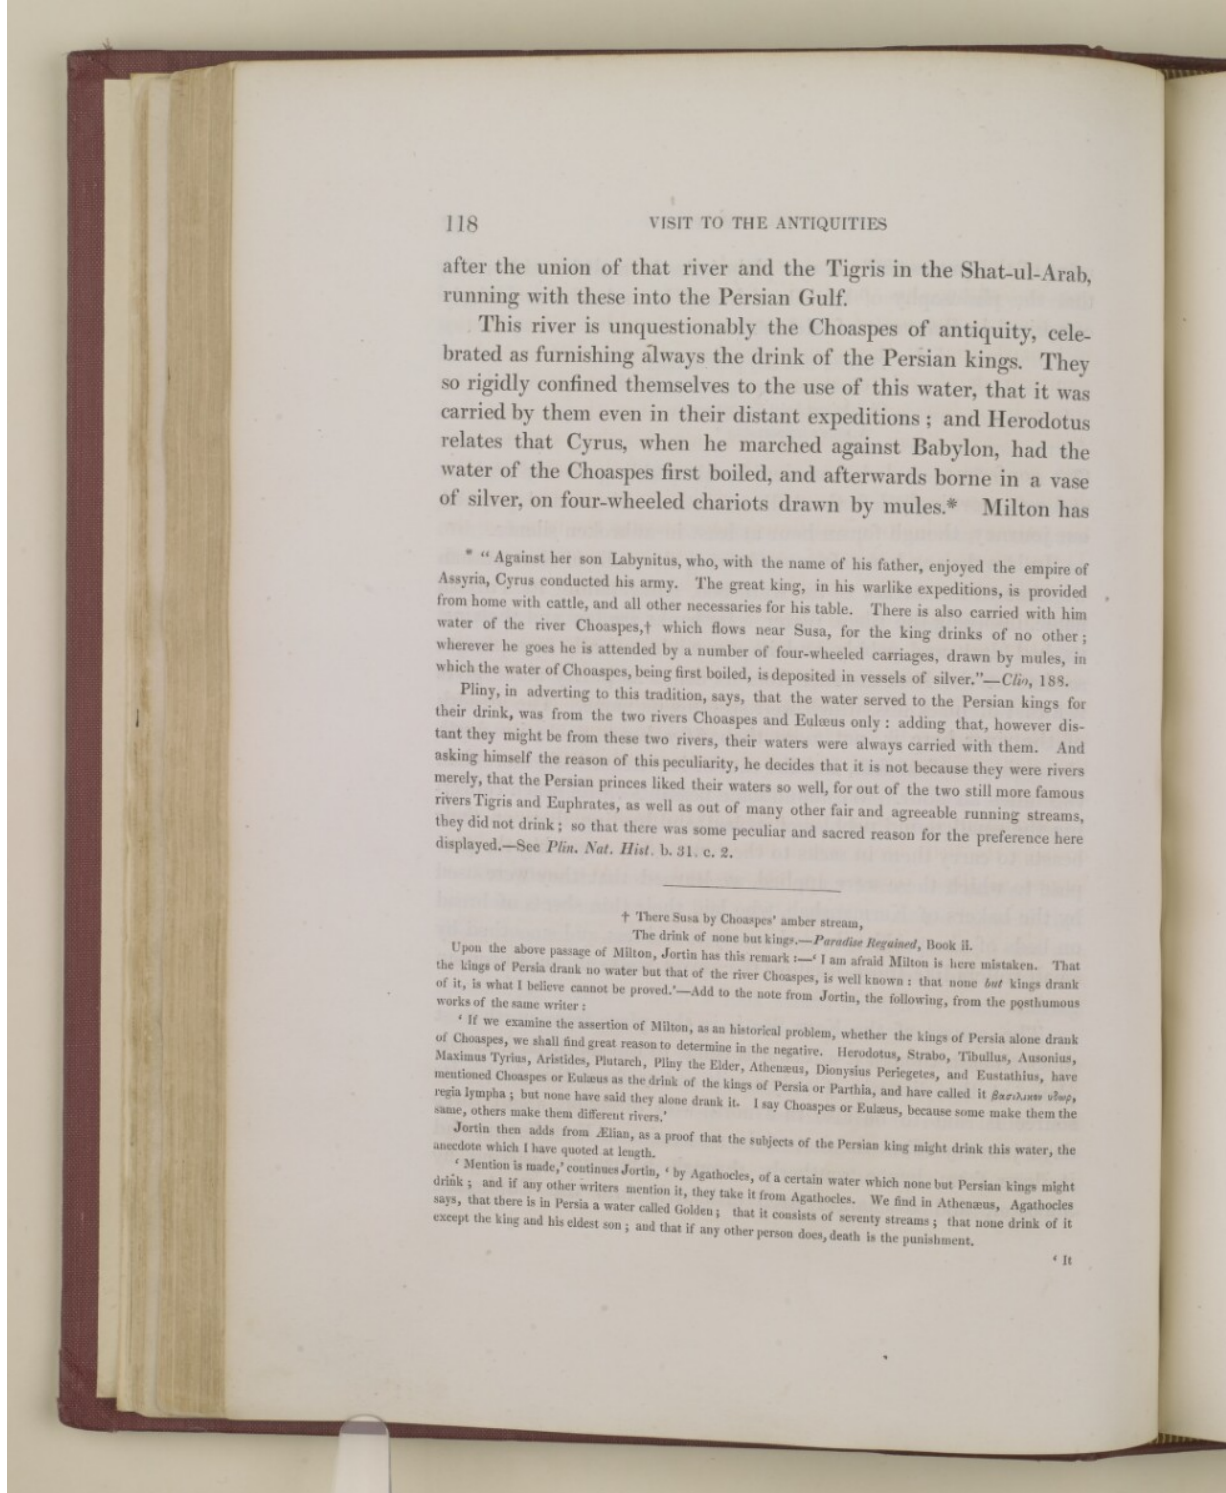 118 VISIT TO THE ANTIQUITIES
after the union of that river and the Tigris in the Shat-ul-Arab,
running with these into the Persian Gulf.
This river is unquestionably the Choaspes of antiquity, cele-
brated as furnishing always the drink of the Persian kings. They
so rigidly confined themselves to the use of this water, that it was
carried by them even in their distant expeditions ; and Herodotus
relates that Cyrus, when he marched against Babylon, had the
water of the Choaspes first boiled, and afterwards borne in a vase
of silver, on four-wheeled chariots drawn by mules.* Milton has
* “ Against her son Labynitus, who, with the name of his father, enjoyed the empire of
Assyria, Cyrus conducted his army. The great king, in his warlike expeditions, is provided
from home with cattle, and all other necessaries for his table. There is also carried with him
water of the river Choaspes,† which flows near Susa, for the king drinks of no other ;
wherever he goes he is attended by a number of four-wheeled carriages, drawn by mules, in
which the water of Choaspes, being first boiled, is deposited in vessels of silver.”—Clio, 188.
Pliny, in adverting to this tradition, says, that the water served to the Persian kings for
their drink, was from the two rivers Choaspes and Eulæus only : adding that, however dis-
tant they might be from these two rivers, their waters were always carried with them. And
asking himself the reason of this peculiarity, he decides that it is not because they were rivers
merely, that the Persian princes liked their waters so well, for out of the two still more famous
rivers Tigris and Euphrates, as well as out of many other fair and agreeable running streams,
they did not drink ; so that there was some peculiar and sacred reason for the preference here
displayed.—See Plin. Nat. Hist. b. 31. c. 2.
† There Susa by Choaspes’ amber stream,
The drink of none but kings.—Paradise Regained, Book ii.
Upon the above passage of Milton, Jortin has this remark :—‘ I am afraid Milton is here mistaken. That
the kings of Persia drank no water but that of the river Choaspes, is well known : that none but kings drank
of it, is what I believe cannot be proved.’—Add to the note from Jortin, the following, from the posthumous
works of the same writer :
‘ If we examine the assertion of Milton, as an historical problem, whether the kings of Persia alone drank
of Choaspes, we shall find great reason to determine in the negative. Herodotus, Strabo, Tibullus, Ausonius,
Maximus Tyrius, Aristides, Plutarch, Pliny the Elder, Athenæus, Dionysius Periegetes, and Eustathius, have
mentioned Choaspes or Eulæus as the drink of the kings of Persia or Parthia, and have called it βασιλικον υδωρ,
regia lympha ; but none have said they alone drank it. I say Choaspes or Eulæus, because some make them the
same, others make them different rivers.’
Jortin then adds from Ælian, as a proof that the subjects of the Persian king might drink this water, the
anecdote which I have quoted at length.
‘ Mention is made,’ continues Jortin, ‘ by Agathocles, of a certain water which none but Persian kings might
drink ; and if any other writers mention it, they take it from Agathocles. We find in Athenæus, Agathocles
says, that there is in Persia a water called Golden ; that it consists of seventy streams ; that none drink of it
except the king and his eldest son ; and that if any other person does, death is the punishment.
‘ It